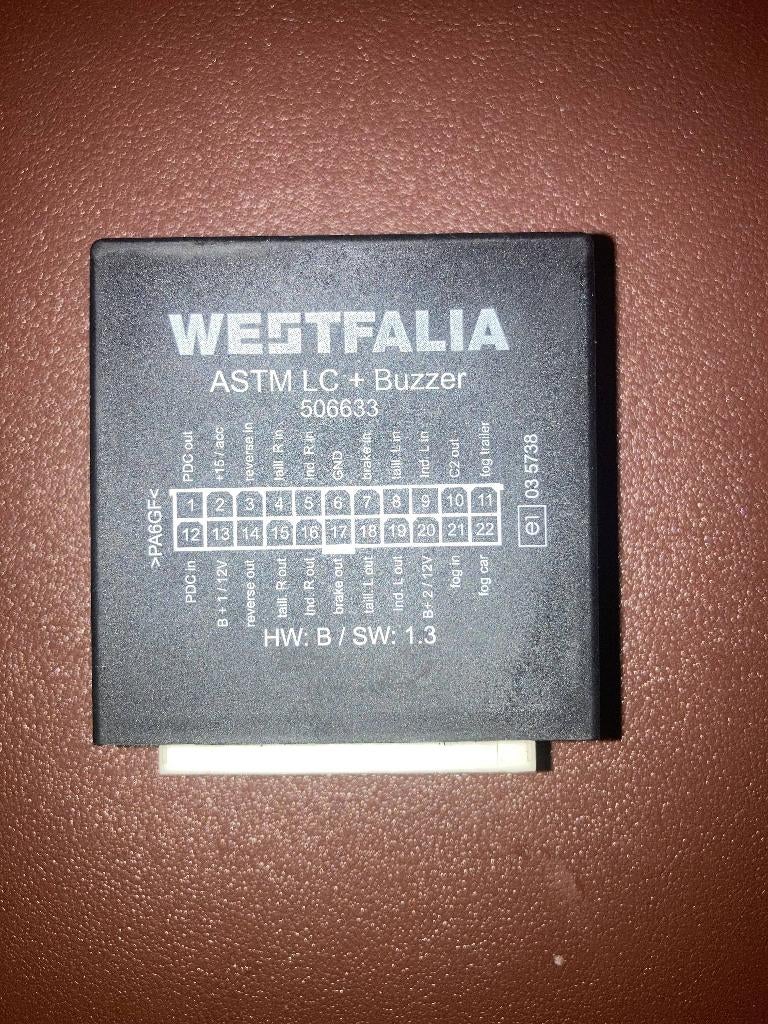 WESTFALIA
ASTM LC + Buzzer
506633
PDC out
+15 / acc
reverse in
taill. R in
Ind. R in
GND
brake in
taill. L in
Ind. L in
C2 out
fog trailer
>PA6GF<
1 2 3 4 5 6 7 8 9 10 11
12 13 14 15 16 17 18 19 20 21 22
e1 03 5738
PDC in
B + 1 / 12V
reverse out
taill. R out
Ind. R out
brake out
taill. L out
Ind. L out
B+ 2 / 12V
fog in
fog car
HW: B / SW: 1.3